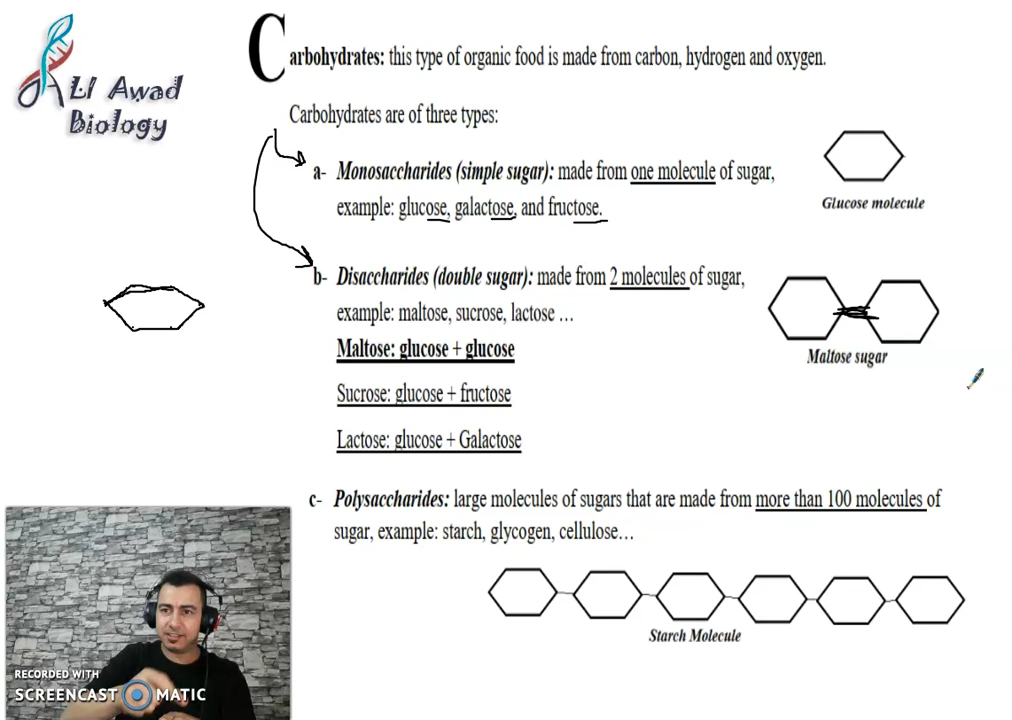 ALI Awad
Biology
Carbohydrates: this type of organic food is made from carbon, hydrogen and oxygen.
Carbohydrates are of three types:
a- Monosaccharides (simple sugar): made from one molecule of sugar,
example: glucose, galactose, and fructose.
Glucose molecule
b- Disaccharides (double sugar): made from 2 molecules of sugar,
example: maltose, sucrose, lactose ...
Maltose: glucose + glucose
Maltose sugar
Sucrose: glucose + fructose
Lactose: glucose + Galactose
c- Polysaccharides: large molecules of sugars that are made from more than 100 molecules of
sugar, example: starch, glycogen, cellulose...
Starch Molecule
RECORDED WITH
SCREENCAST MATIC